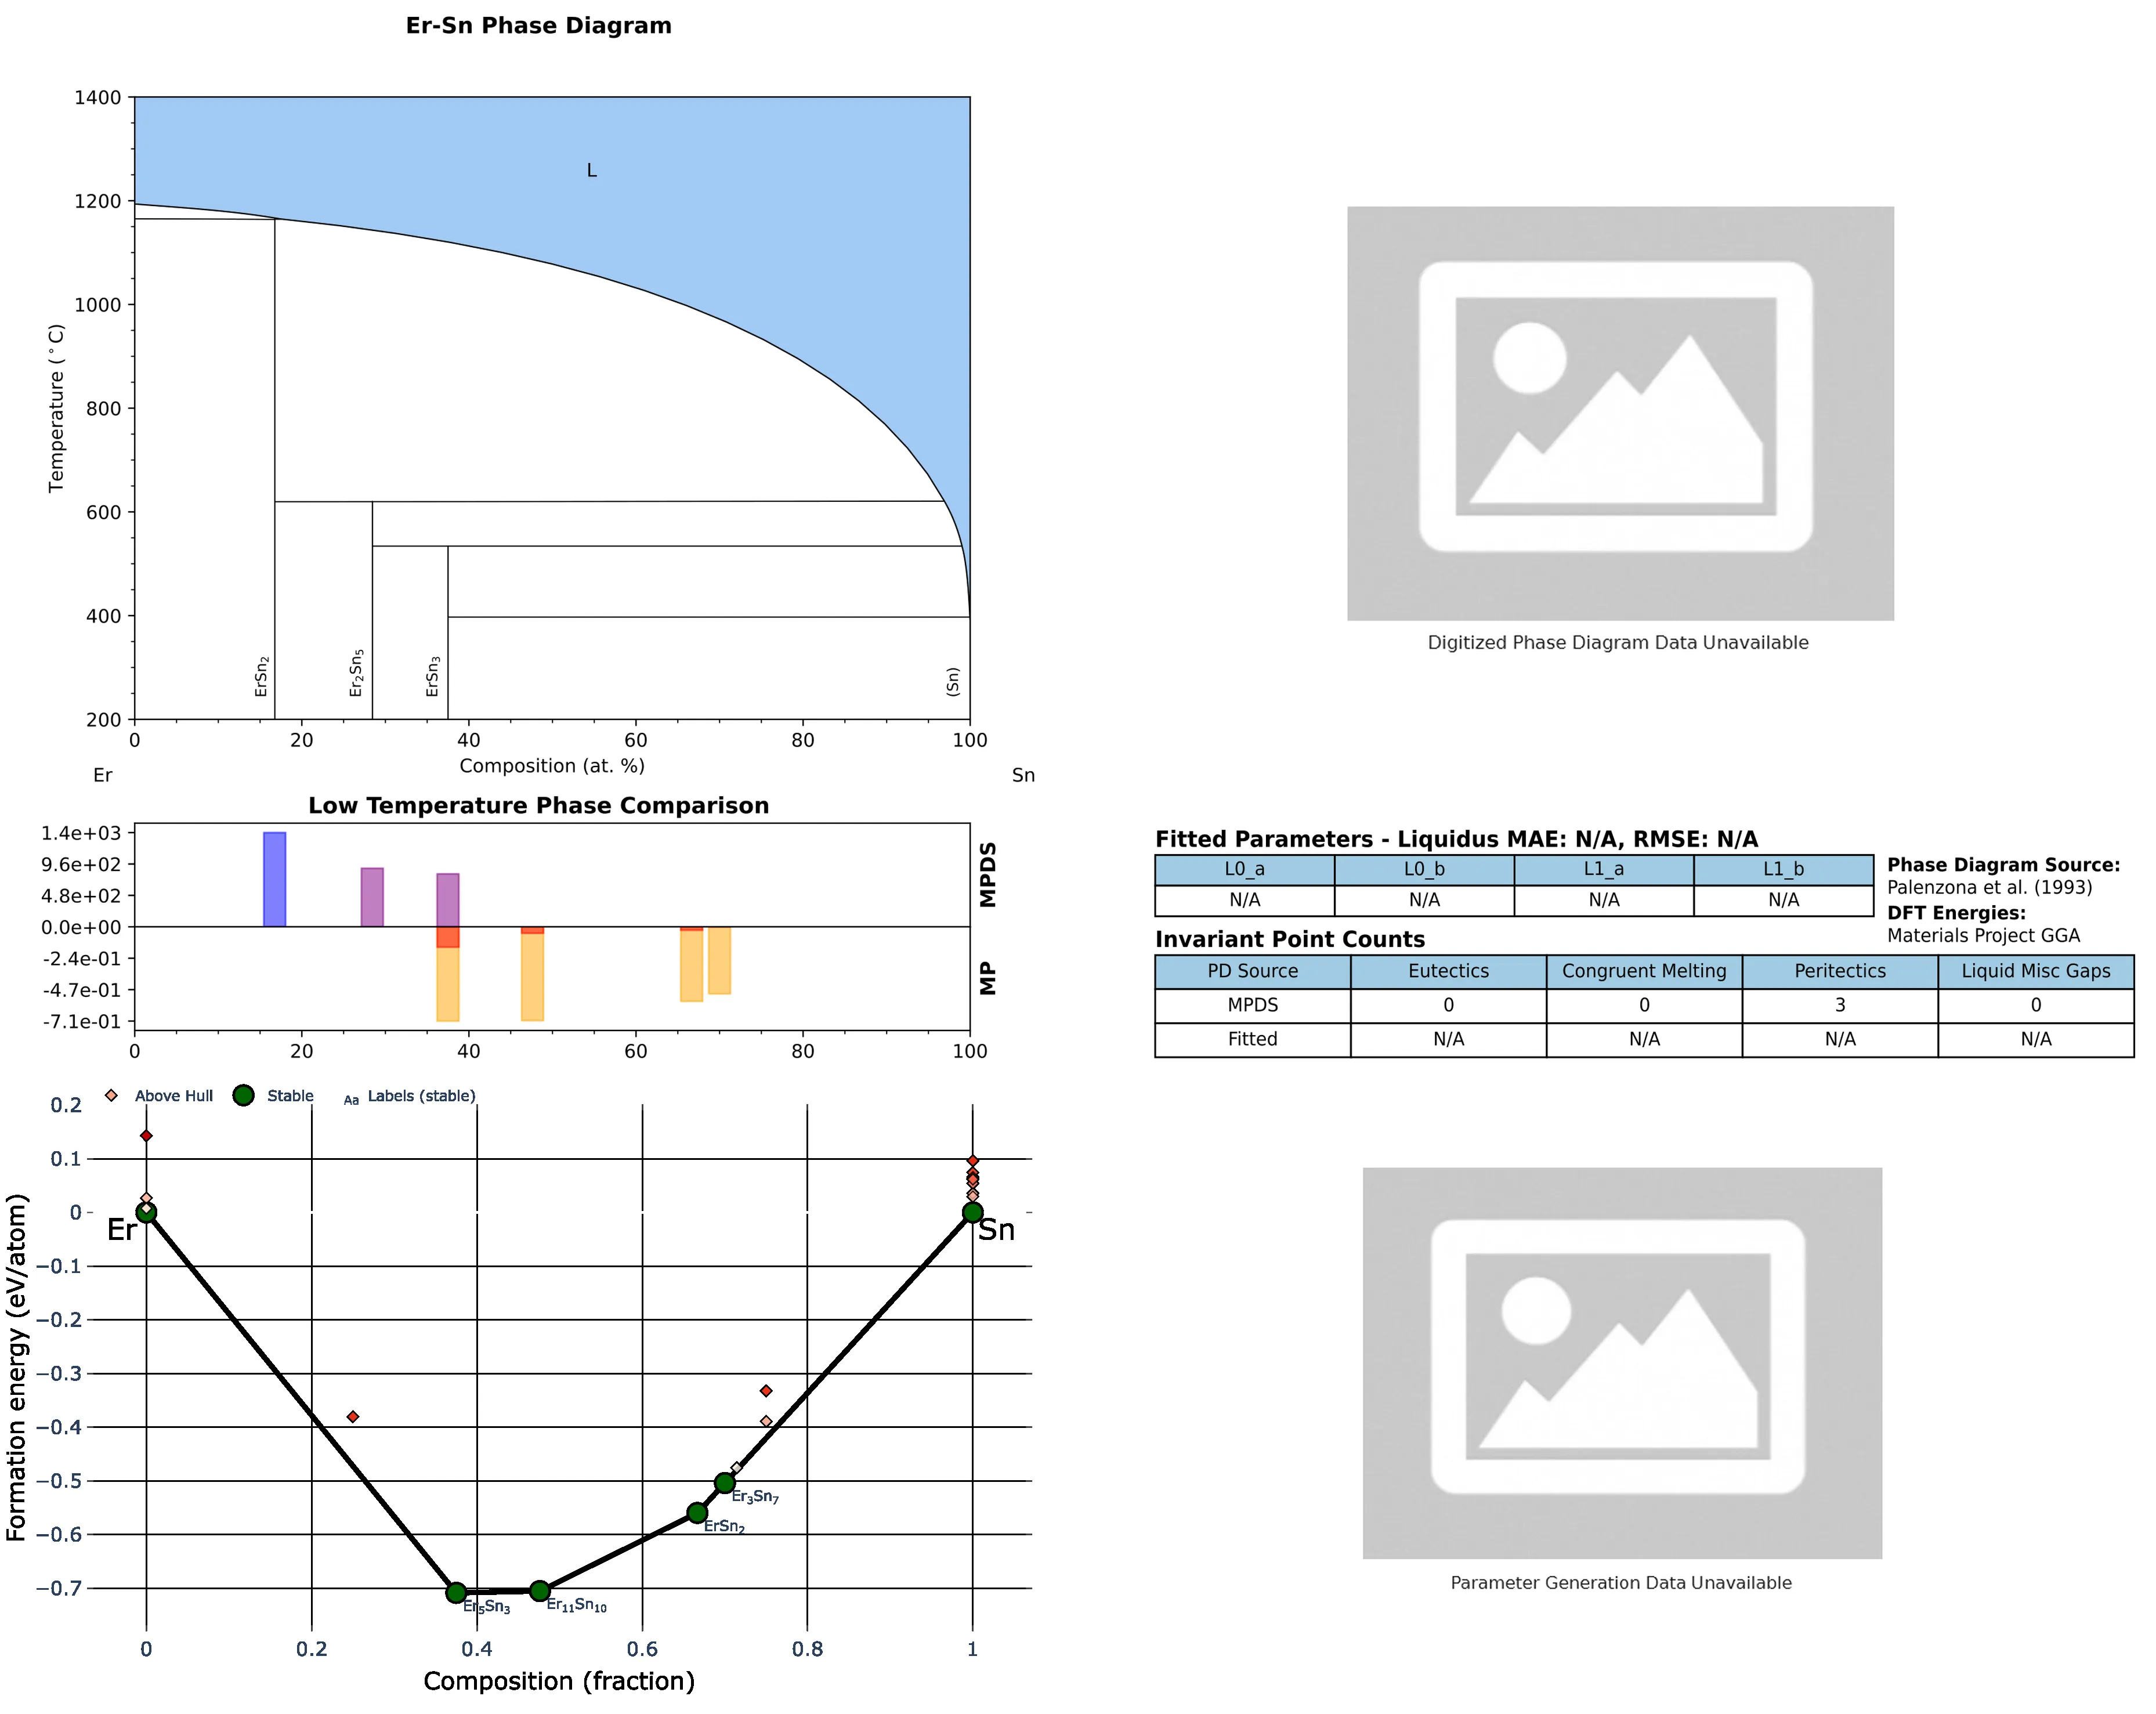 Er-Sn Phase Diagram
1400
1200
1000
800
600
400
200
Temperature (°C)
L
ErSn₂
Er₂Sn₅
ErSn₃
(Sn)
0 20 40 60 80 100
Composition (at. %)
Er Sn
Digitized Phase Diagram Data Unavailable
Low Temperature Phase Comparison
1.4e+03
9.6e+02
4.8e+02
0.0e+00
-2.4e-01
-4.7e-01
-7.1e-01
MPDS
MP
0 20 40 60 80 100
Fitted Parameters - Liquidus MAE: N/A, RMSE: N/A
L0_a L0_b L1_a L1_b
N/A N/A N/A N/A
Phase Diagram Source:
Palenzona et al. (1993)
DFT Energies:
Materials Project GGA
Invariant Point Counts
PD Source Eutectics Congruent Melting Peritectics Liquid Misc Gaps
MPDS 0 0 3 0
Fitted N/A N/A N/A N/A
Above Hull Stable Aa Labels (stable)
0.2
0.1
0
−0.1
−0.2
−0.3
−0.4
−0.5
−0.6
−0.7
Formation energy (eV/atom)
Er
Sn
Er₃Sn₇
ErSn₂
Er₅Sn₃
Er₁₁Sn₁₀
0 0.2 0.4 0.6 0.8 1
Composition (fraction)
Parameter Generation Data Unavailable